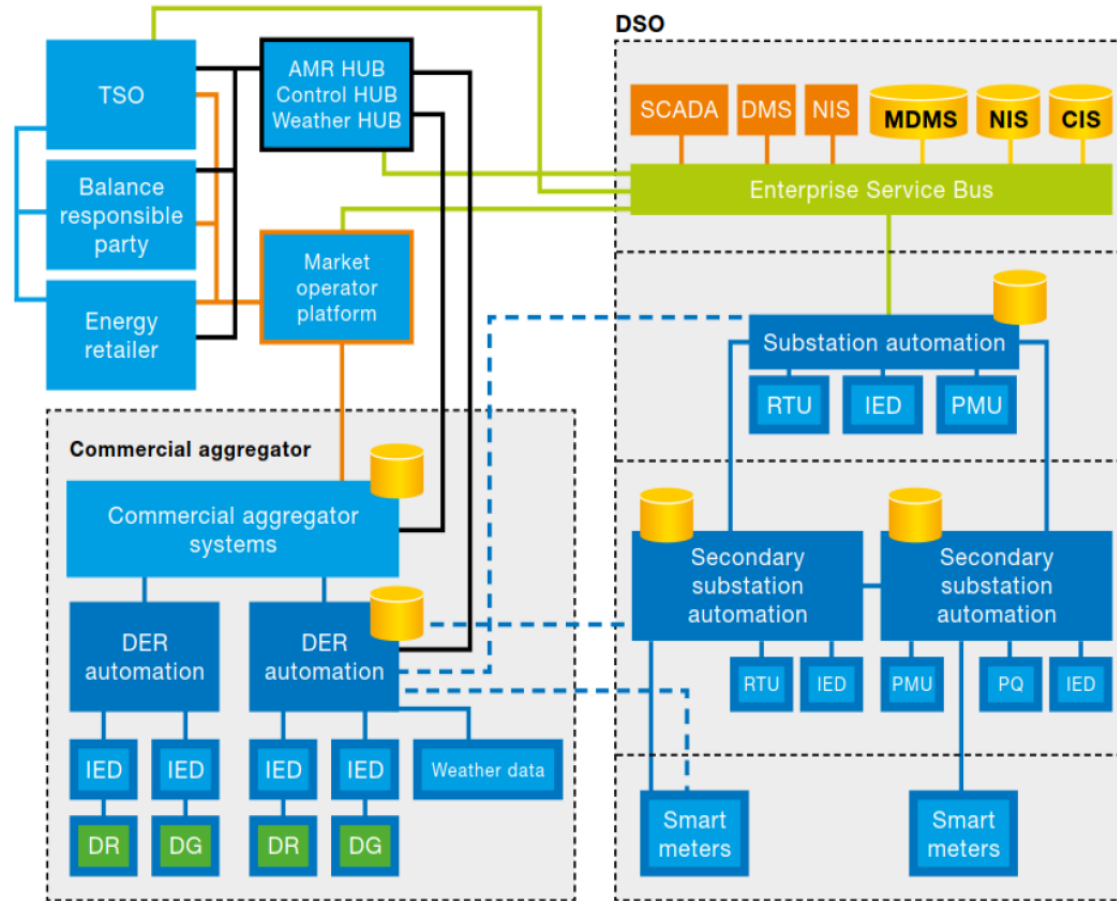 DSO
TSO
AMR HUB
Control HUB
Weather HUB
SCADA
DMS
NIS
MDMS
NIS
CIS
Balance
responsible
party
Enterprise Service Bus
Market
operator
platform
Energy
retailer
Substation automation
RTU
IED
PMU
Commercial aggregator
Commercial aggregator
systems
Secondary
substation
automation
Secondary
substation
automation
DER
automation
DER
automation
RTU
IED
PMU
PQ
IED
IED
IED
IED
IED
Weather data
DR
DG
DR
DG
Smart
meters
Smart
meters